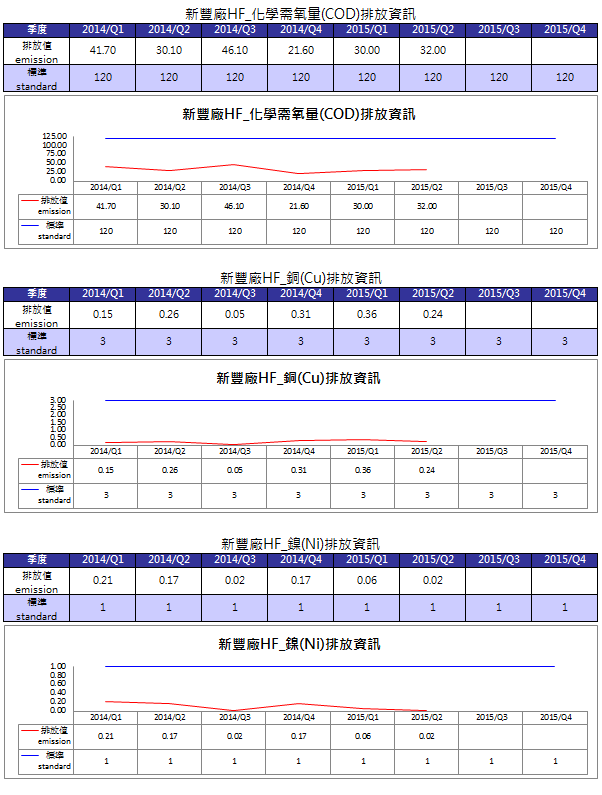 新豐廠HF_化學需氧量(COD)排放資訊
季度 2014/Q1 2014/Q2 2014/Q3 2014/Q4 2015/Q1 2015/Q2 2015/Q3 2015/Q4
排放值 41.70 30.10 46.10 21.60 30.00 32.00
emission
標準 120 120 120 120 120 120 120 120
standard
新豐廠HF_化學需氧量(COD)排放資訊
125.00
100.00
75.00
50.00
25.00
0.00
2014/Q1 2014/Q2 2014/Q3 2014/Q4 2015/Q1 2015/Q2 2015/Q3 2015/Q4
排放值 41.70 30.10 46.10 21.60 30.00 32.00
emission
標準 120 120 120 120 120 120 120 120
standard
新豐廠HF_銅(Cu)排放資訊
季度 2014/Q1 2014/Q2 2014/Q3 2014/Q4 2015/Q1 2015/Q2 2015/Q3 2015/Q4
排放值 0.15 0.26 0.05 0.31 0.36 0.24
emission
標準 3 3 3 3 3 3 3 3
standard
新豐廠HF_銅(Cu)排放資訊
3.00
2.50
2.00
1.50
1.00
0.50
0.00
2014/Q1 2014/Q2 2014/Q3 2014/Q4 2015/Q1 2015/Q2 2015/Q3 2015/Q4
排放值 0.15 0.26 0.05 0.31 0.36 0.24
emission
標準 3 3 3 3 3 3 3 3
standard
新豐廠HF_鎳(Ni)排放資訊
季度 2014/Q1 2014/Q2 2014/Q3 2014/Q4 2015/Q1 2015/Q2 2015/Q3 2015/Q4
排放值 0.21 0.17 0.02 0.17 0.06 0.02
emission
標準 1 1 1 1 1 1 1 1
standard
新豐廠HF_鎳(Ni)排放資訊
1.00
0.80
0.60
0.40
0.20
0.00
2014/Q1 2014/Q2 2014/Q3 2014/Q4 2015/Q1 2015/Q2 2015/Q3 2015/Q4
排放值 0.21 0.17 0.02 0.17 0.06 0.02
emission
標準 1 1 1 1 1 1 1 1
standard